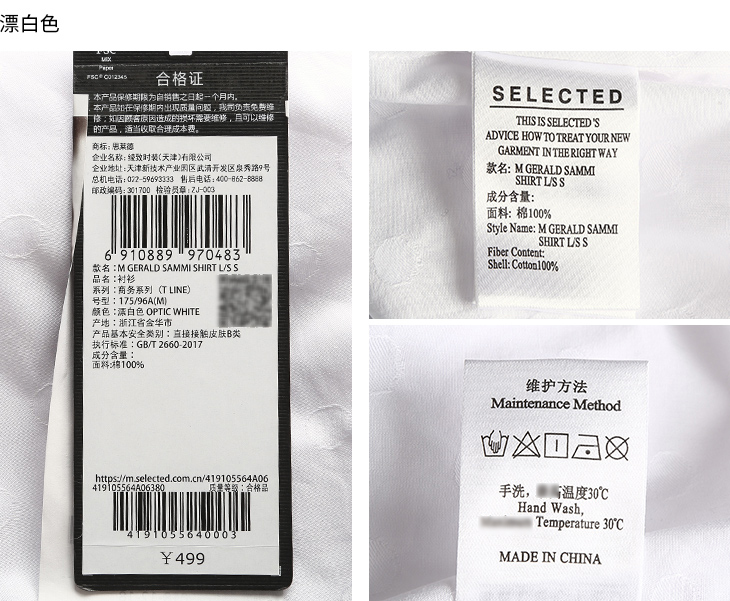 漂白色
FSC
MIX
Paper
FSC® C012345
合格证
本产品保修期限为自销售之日起一个月内。
本产品如在保修期内出现质量问题，我司负责免费维
修；如因顾客原因造成的损坏需要维修，且可以维修
的产品，适当收取合理成本费。
商标：思莱德
企业名称：绫致时装(天津)有限公司
企业地址：天津新技术产业园区武清开发区泉秀路9号
总机电话：022-59693333 售后电话：400-862-8888
邮政编码：301700 检验员章：ZJ-003
6 910889 970483
款名：M GERALD SAMMI SHIRT L/S S
品名：衬衫
系列：商务系列（T LINE）
号型：175/96A(M)
颜色：漂白色 OPTIC WHITE
产地：浙江省金华市
产品基本安全类别：直接接触皮肤B类
执行标准：GB/T 2660-2017
成分含量：
面料:棉100%
https://m.selected.com.cn/419105564A06
419105564A06380 质量等级：合格品
4191055640003
￥499
SELECTED
THIS IS SELECTED'S
ADVICE HOW TO TREAT YOUR NEW
GARMENT IN THE RIGHT WAY
款名: M GERALD SAMMI
SHIRT L/S S
成分含量:
面料: 棉100%
Style Name: M GERALD SAMMI
SHIRT L/S S
Fiber Content:
Shell: Cotton100%
维护方法
Maintenance Method
手洗，温度30℃
Hand Wash,
Temperature 30℃
MADE IN CHINA